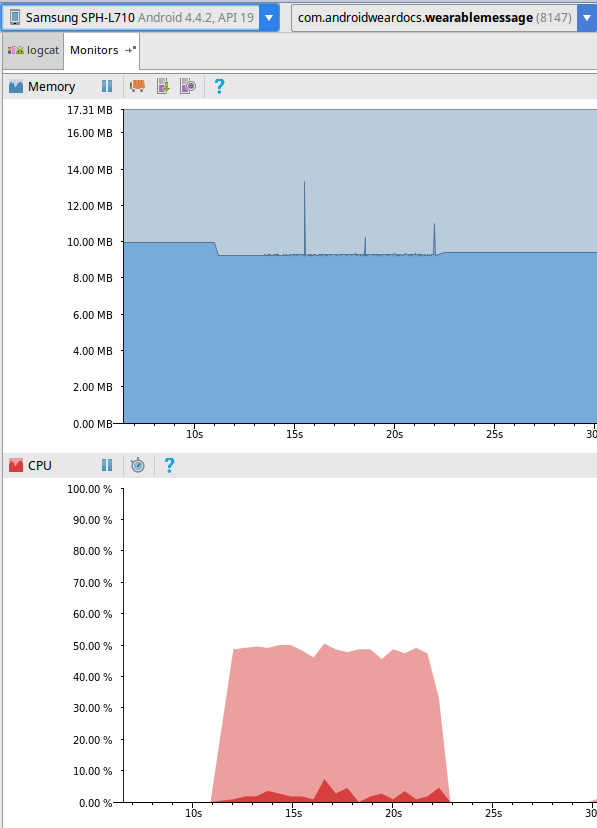 Samsung SPH-L710 Android 4.4.2, API 19
com.androidweardocs.wearablemessage (8147)
logcat
Monitors
Memory
?
17.31 MB
16.00 MB
14.00 MB
12.00 MB
10.00 MB
8.00 MB
6.00 MB
4.00 MB
2.00 MB
0.00 MB
10s 15s 20s 25s 30
CPU
?
100.00 %
90.00 %
80.00 %
70.00 %
60.00 %
50.00 %
40.00 %
30.00 %
20.00 %
10.00 %
0.00 %
10s 15s 20s 25s 30